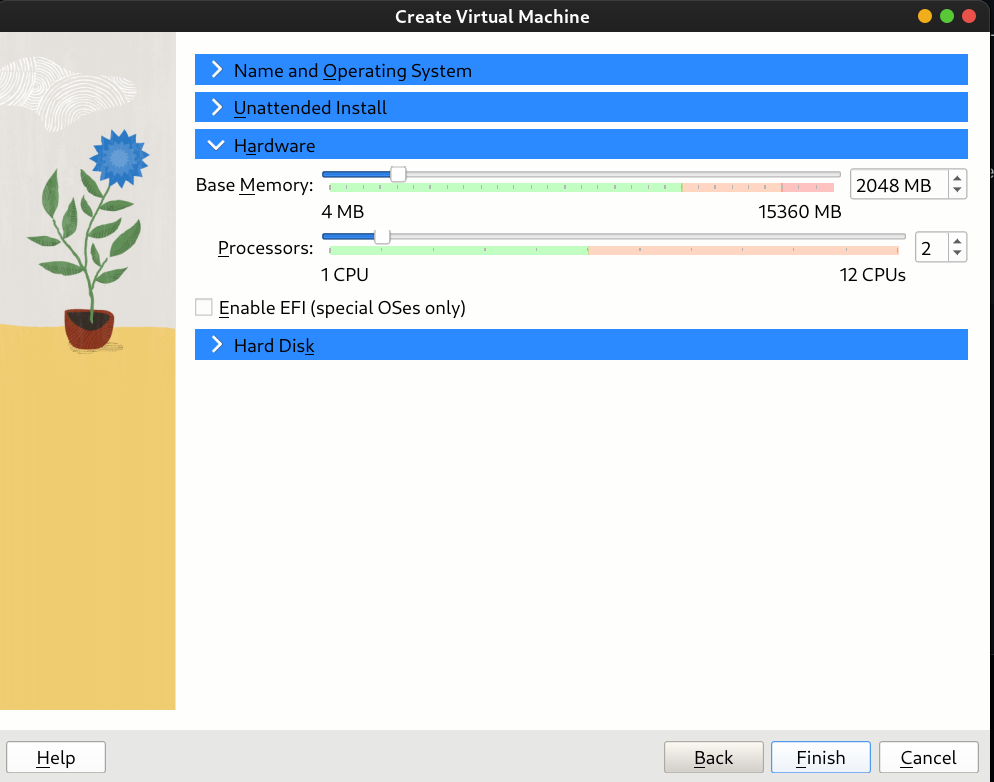 Create Virtual Machine
Name and Operating System
Unattended Install
Hardware
Base Memory: 2048 MB
4 MB 15360 MB
Processors: 2
1 CPU 12 CPUs
Enable EFI (special OSes only)
Hard Disk
Help Back Finish Cancel